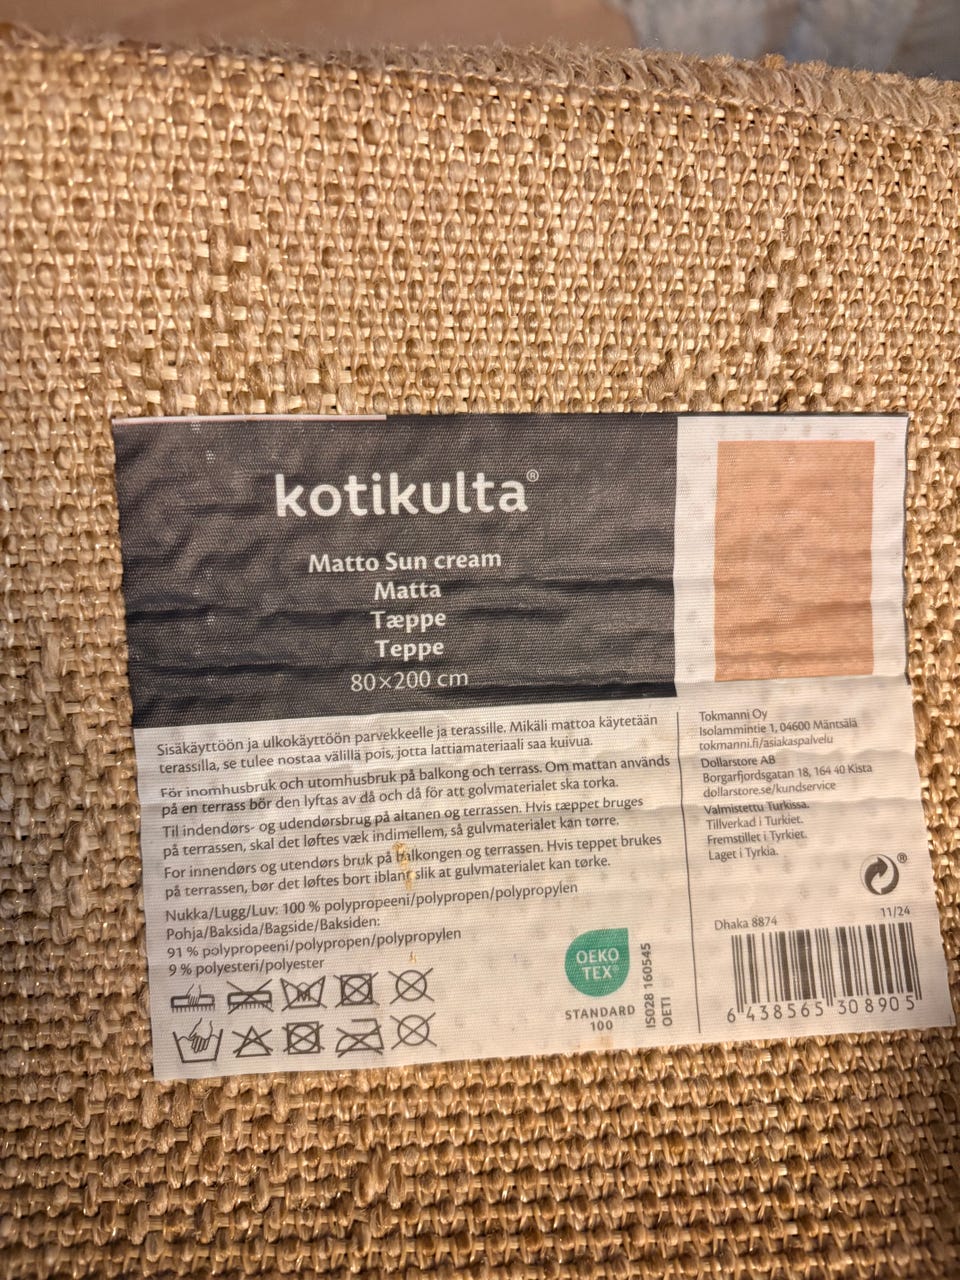 kotikulta®
Matto Sun cream
Matta
Tæppe
Teppe
80×200 cm
Sisäkäyttöön ja ulkokäyttöön parvekkeelle ja terassille. Mikäli mattoa käytetään
terassilla, se tulee nostaa välillä pois, jotta lattiamateriaali saa kuivua.
För inomhusbruk och utomhusbruk på balkong och terrass. Om mattan används
på en terrass bör den lyftas av då och då för att golvmaterialet ska torka.
Til indendørs- og udendørsbrug på altanen og terrassen. Hvis tæppet bruges
på terrassen, skal det løftes væk indimellem, så gulvmaterialet kan tørre.
For innendørs og utendørs bruk på balkongen og terrassen. Hvis teppet brukes
på terrassen, bør det løftes bort iblant slik at gulvmaterialet kan tørke.
Nukka/Lugg/Luv: 100 % polypropeeni/polypropen/polypropylen
Pohja/Baksida/Bagside/Baksiden:
91 % polypropeeni/polypropen/polypropylen
9 % polyesteri/polyester
OEKO
TEX®
STANDARD
100
IS028 160545
OETI
Tokmanni Oy
Isolammintie 1, 04600 Mäntsälä
tokmanni.fi/asiakaspalvelu
Dollarstore AB
Borgarfjordsgatan 18, 164 40 Kista
dollarstore.se/kundservice
Valmistettu Turkissa.
Tillverkad i Turkiet.
Fremstillet i Tyrkiet.
Laget i Tyrkia.
®
11/24
Dhaka 8874
6 438565 308905